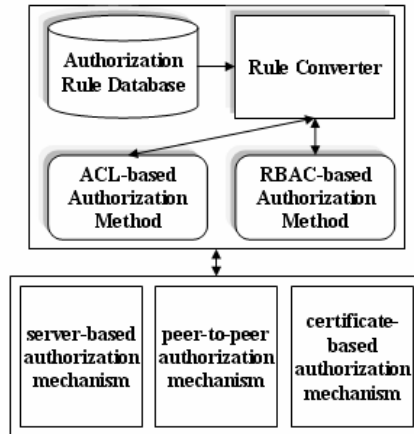 Authorization
Rule Database
Rule Converter
ACL-based
Authorization
Method
RBAC-based
Authorization
Method
server-based
authorization
mechanism
peer-to-peer
authorization
mechanism
certificate-
based
authorization
mechanism